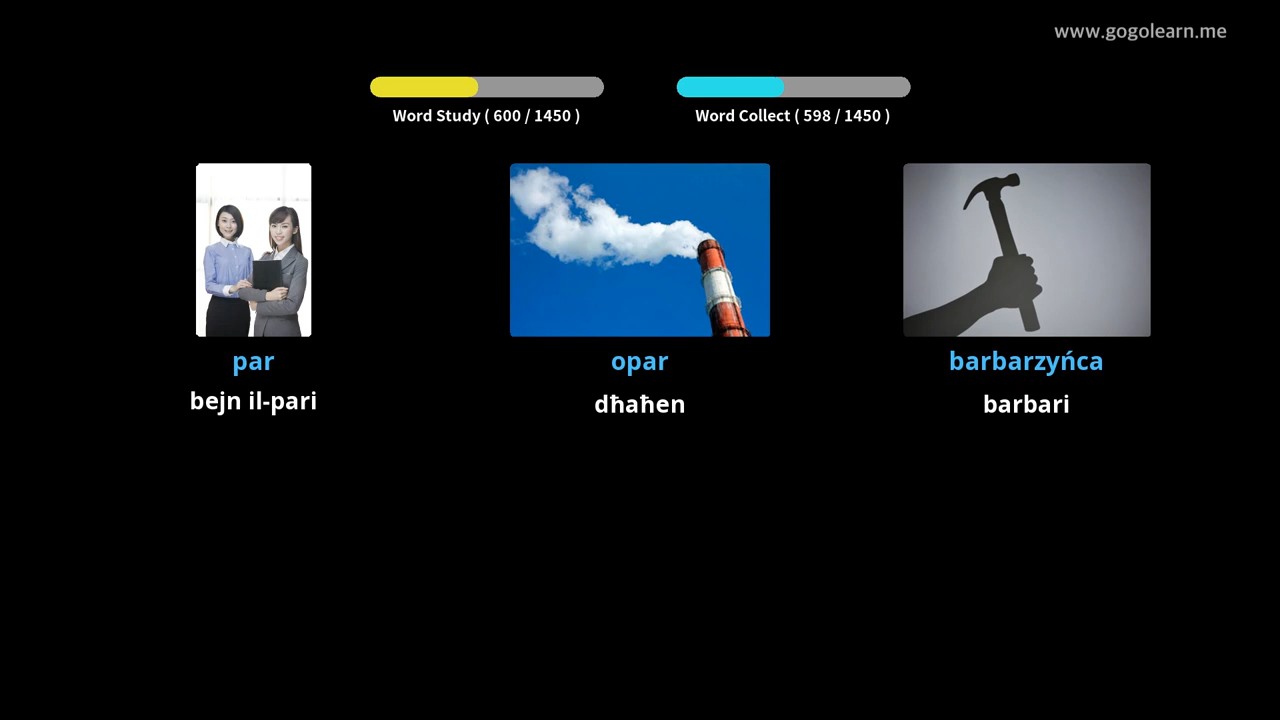 www.gogolearn.me
Word Study ( 600 / 1450 )
Word Collect ( 598 / 1450 )
par
opar
barbarzyńca
bejn il-pari
dħaħen
barbari